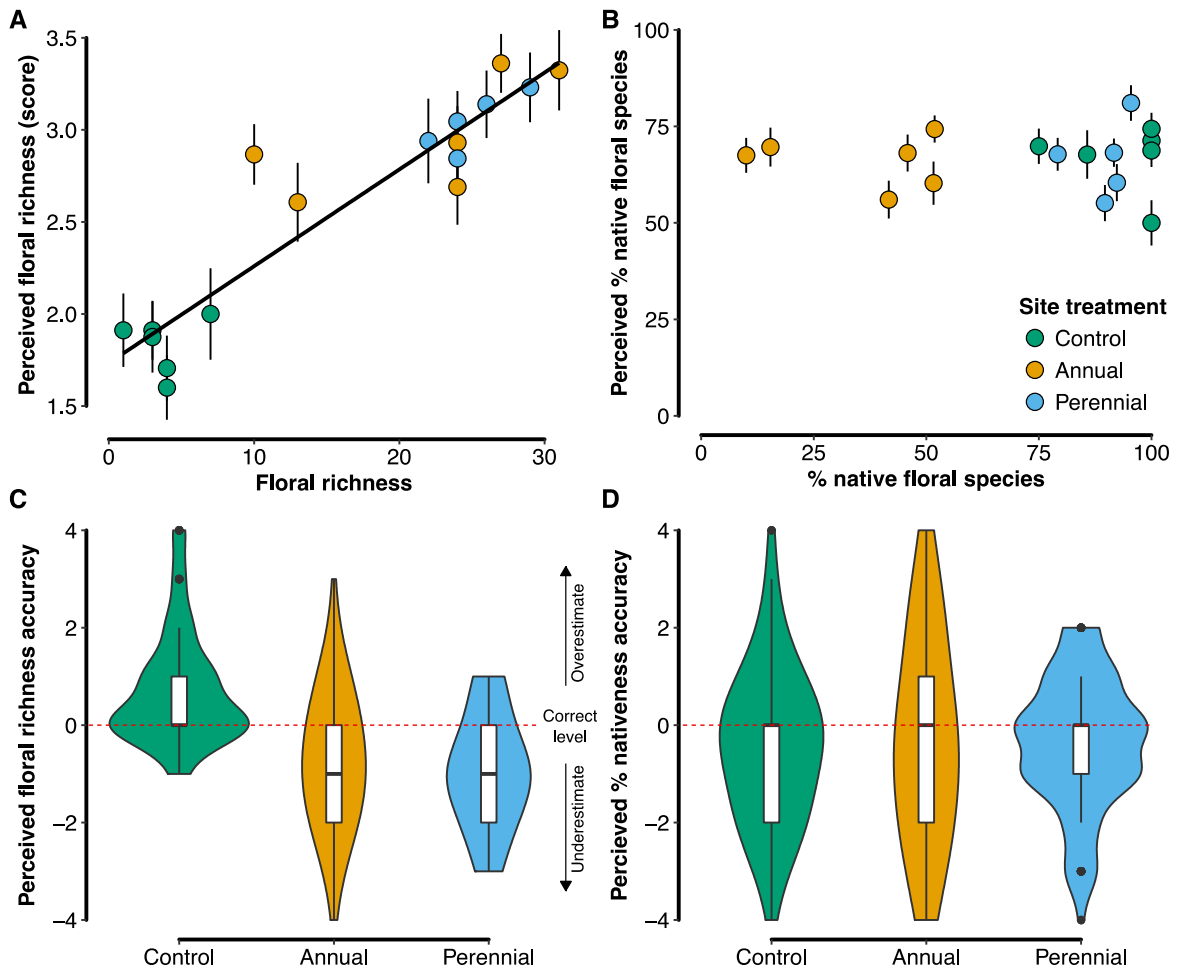 A
Perceived floral richness (score)
3.5
3.0
2.5
2.0
1.5
0
10
20
30
Floral richness
B
Perceived % native floral species
100
75
50
25
0
Site treatment
Control
Annual
Perennial
0
25
50
75
100
% native floral species
C
Perceived floral richness accuracy
4
2
0
−2
−4
Overestimate
Correct
level
Underestimate
Control
Annual
Perennial
D
Percieved % nativeness accuracy
4
2
0
−2
−4
Control
Annual
Perennial